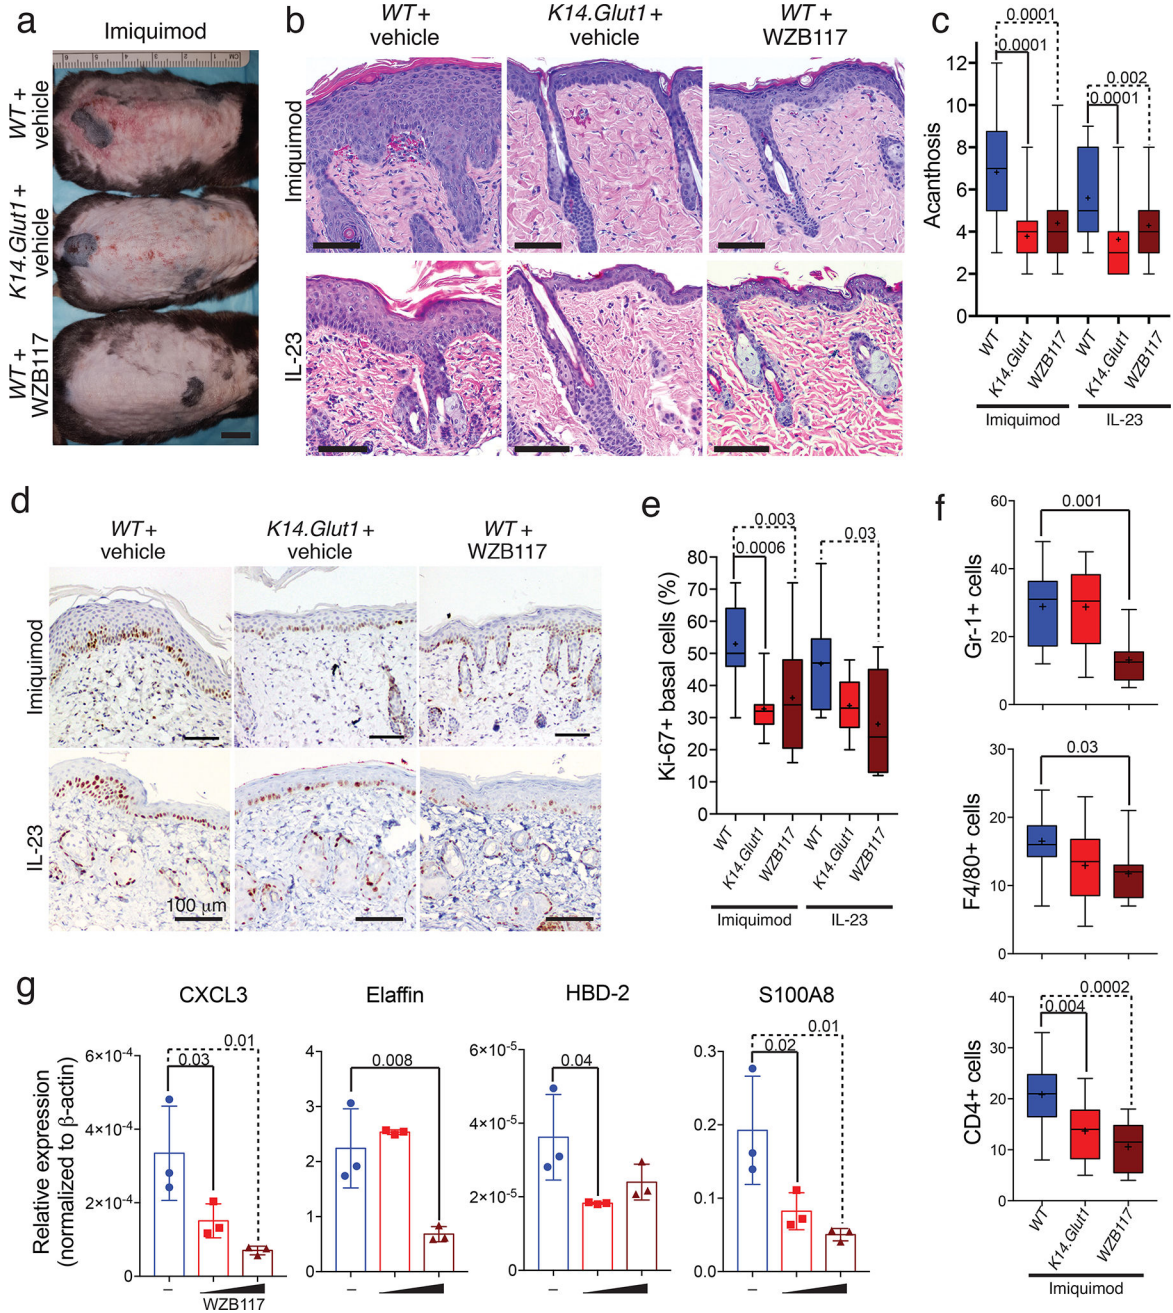 a
Imiquimod
WT +
vehicle
K14.Glut1 +
vehicle
WT +
WZB117
6 5 4 3 2 1 CM
b
WT +
vehicle
K14.Glut1 +
vehicle
WT +
WZB117
Imiquimod
IL-23
c
0.0001
0.0001
0.002
0.0001
Acanthosis
12
10
8
6
4
2
0
WT
K14.Glut1
WZB117
WT
K14.Glut1
WZB117
Imiquimod
IL-23
d
WT +
vehicle
K14.Glut1 +
vehicle
WT +
WZB117
Imiquimod
IL-23
100 µm
e
0.003
0.0006
0.03
Ki-67+ basal cells (%)
80
70
60
50
40
30
20
10
0
WT
K14.Glut1
WZB117
WT
K14.Glut1
WZB117
Imiquimod
IL-23
f
0.001
Gr-1+ cells
60
40
20
0
0.03
F4/80+ cells
30
20
10
0
0.0002
0.004
CD4+ cells
40
30
20
10
0
WT
K14.Glut1
WZB117
Imiquimod
g
Relative expression
(normalized to β-actin)
CXCL3
0.01
0.03
6×10⁻⁴
4×10⁻⁴
2×10⁻⁴
0
–
WZB117
Elaffin
0.008
4
3
2
1
0
–
HBD-2
0.04
6×10⁻⁵
4×10⁻⁵
2×10⁻⁵
0
–
S100A8
0.01
0.02
0.3
0.2
0.1
0.0
–